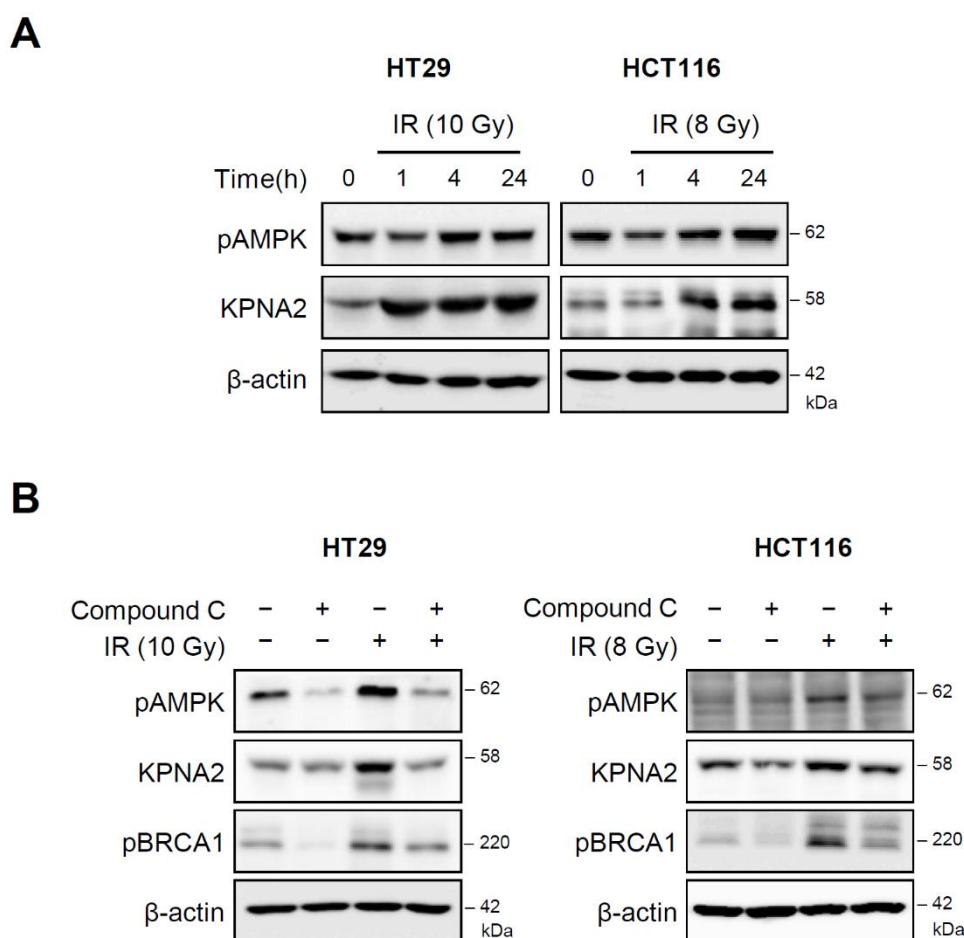 A
HT29 HCT116
IR (10 Gy) IR (8 Gy)
Time(h) 0 1 4 24 0 1 4 24
pAMPK – 62
KPNA2 – 58
β-actin – 42
kDa
B
HT29
Compound C – + – +
IR (10 Gy) – – + +
pAMPK – 62
KPNA2 – 58
pBRCA1 – 220
β-actin – 42
kDa
HCT116
Compound C – + – +
IR (8 Gy) – – + +
pAMPK – 62
KPNA2 – 58
pBRCA1 – 220
β-actin – 42
kDa